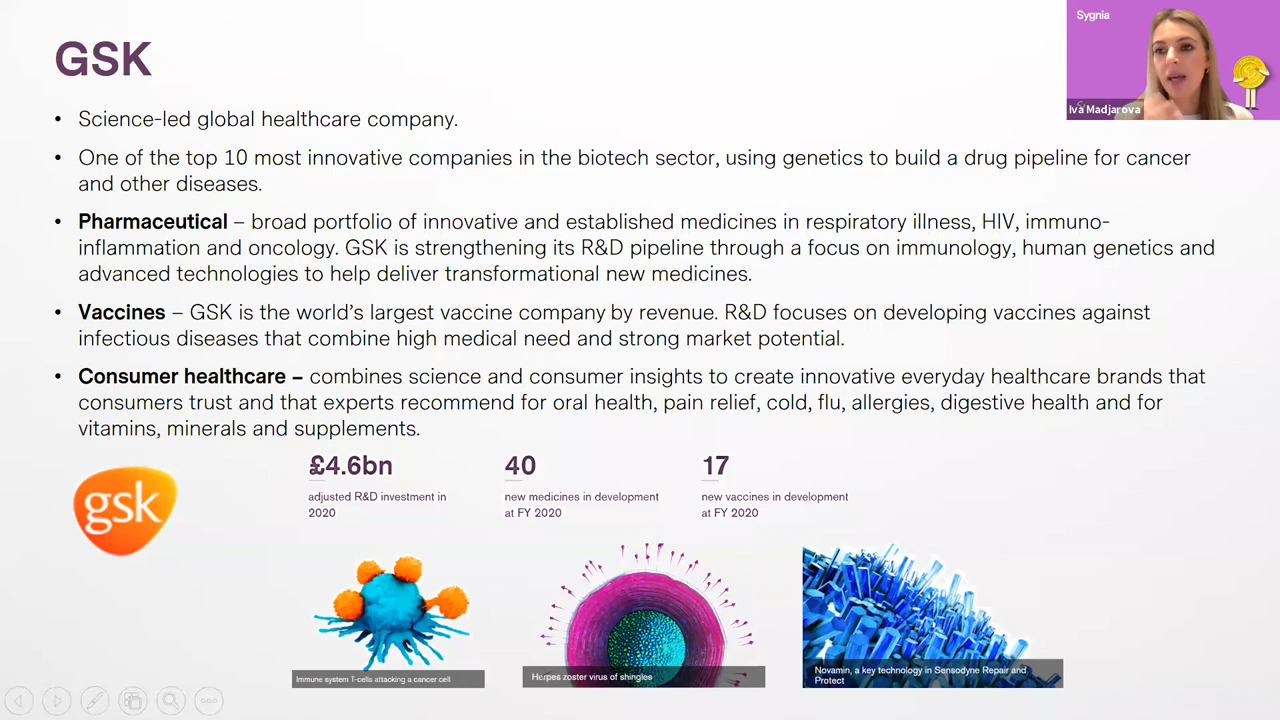 Sygnia
Iva Madjarova
GSK
• Science-led global healthcare company.
• One of the top 10 most innovative companies in the biotech sector, using genetics to build a drug pipeline for cancer
and other diseases.
• Pharmaceutical – broad portfolio of innovative and established medicines in respiratory illness, HIV, immuno-
inflammation and oncology. GSK is strengthening its R&D pipeline through a focus on immunology, human genetics and
advanced technologies to help deliver transformational new medicines.
• Vaccines – GSK is the world's largest vaccine company by revenue. R&D focuses on developing vaccines against
infectious diseases that combine high medical need and strong market potential.
• Consumer healthcare – combines science and consumer insights to create innovative everyday healthcare brands that
consumers trust and that experts recommend for oral health, pain relief, cold, flu, allergies, digestive health and for
vitamins, minerals and supplements.
gsk
£4.6bn
adjusted R&D investment in
2020
40
new medicines in development
at FY 2020
17
new vaccines in development
at FY 2020
Immune system T-cells attacking a cancer cell
Herpes zoster virus of shingles
Novamin, a key technology in Sensodyne Repair and
Protect